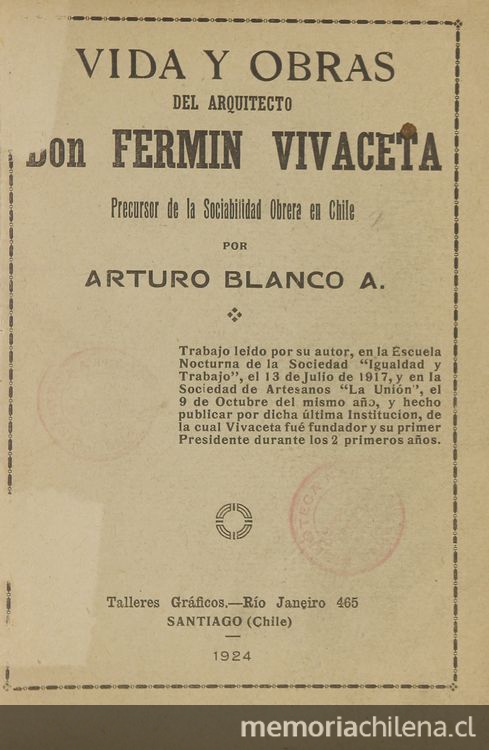 VIDA Y OBRAS
DEL ARQUITECTO
Don FERMIN VIVACETA
Precursor de la Sociabilidad Obrera en Chile
POR
ARTURO BLANCO A.
Trabajo leído por su autor, en la Escuela
Nocturna de la Sociedad "Igualdad y
Trabajo", el 13 de Julio de 1917, y en la
Sociedad de Artesanos "La Unión", el
9 de Octubre del mismo año, y hecho
publicar por dicha última Institucion, de
la cual Vivaceta fué fundador y su primer
Presidente durante los 2 primeros años.
Talleres Gráficos.—Río Janeiro 465
SANTIAGO (Chile)
1924
memoriachilena.cl